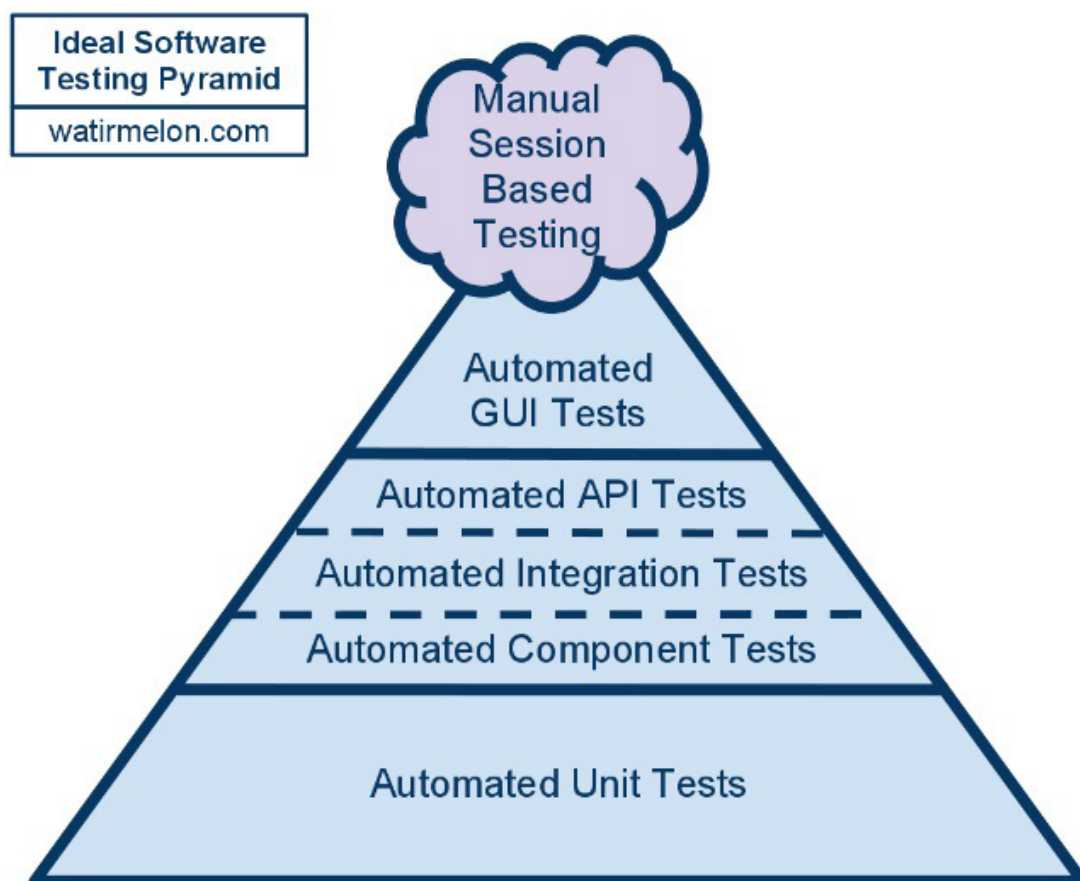 Ideal Software
Testing Pyramid
watirmelon.com
Manual
Session
Based
Testing
Automated
GUI Tests
Automated API Tests
Automated Integration Tests
Automated Component Tests
Automated Unit Tests